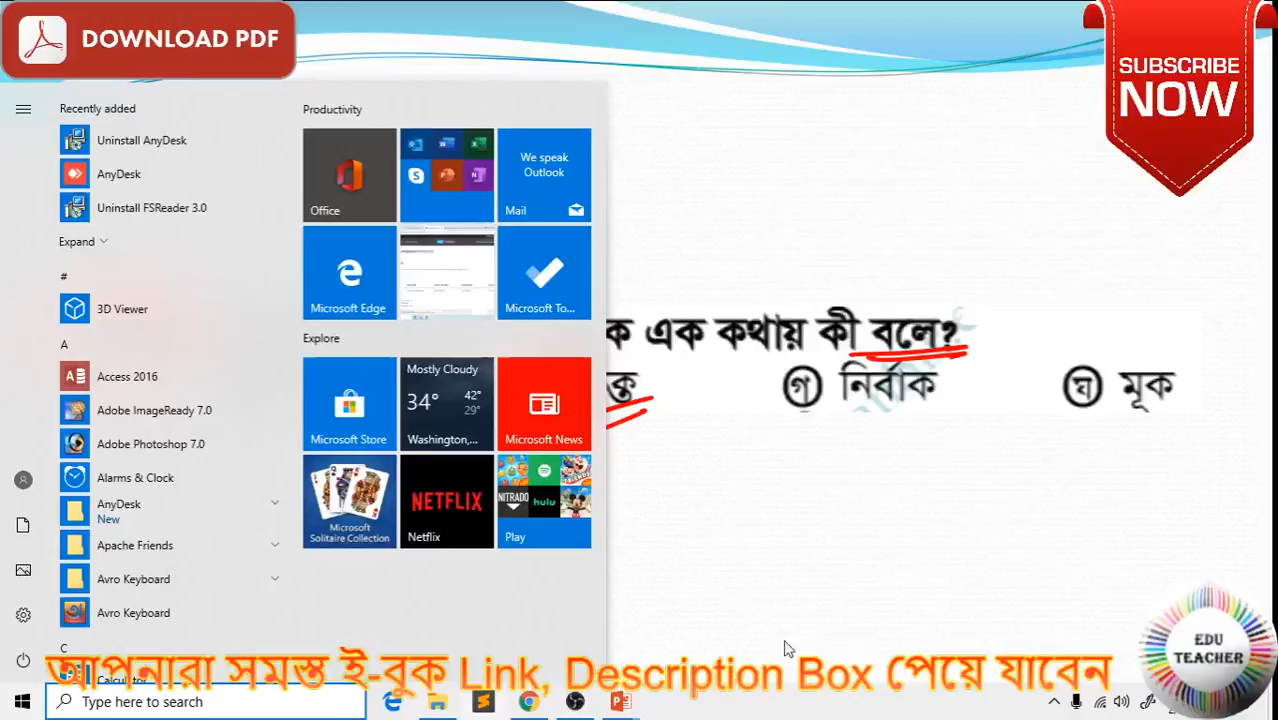 DOWNLOAD PDF
SUBSCRIBE
NOW
Recently added
Uninstall AnyDesk
AnyDesk
Uninstall FSReader 3.0
Expand
#
3D Viewer
A
Access 2016
Adobe ImageReady 7.0
Adobe Photoshop 7.0
Alarms & Clock
AnyDesk
New
Apache Friends
Avro Keyboard
Avro Keyboard
C
Calculator
Productivity
Office
We speak
Outlook
Mail
Microsoft Edge
Microsoft To...
Explore
Microsoft Store
Mostly Cloudy
34° 42°
29°
Washington,...
Microsoft News
Microsoft
Solitaire Collection
NETFLIX
Netflix
NITRADO
hulu
Play
এক কথায় কী বলে?
গ নির্বাক ঘ মূক
EDU
TEACHER
আপনারা সমস্ত ই-বুক Link, Description Box পেয়ে যাবেন
Type here to search